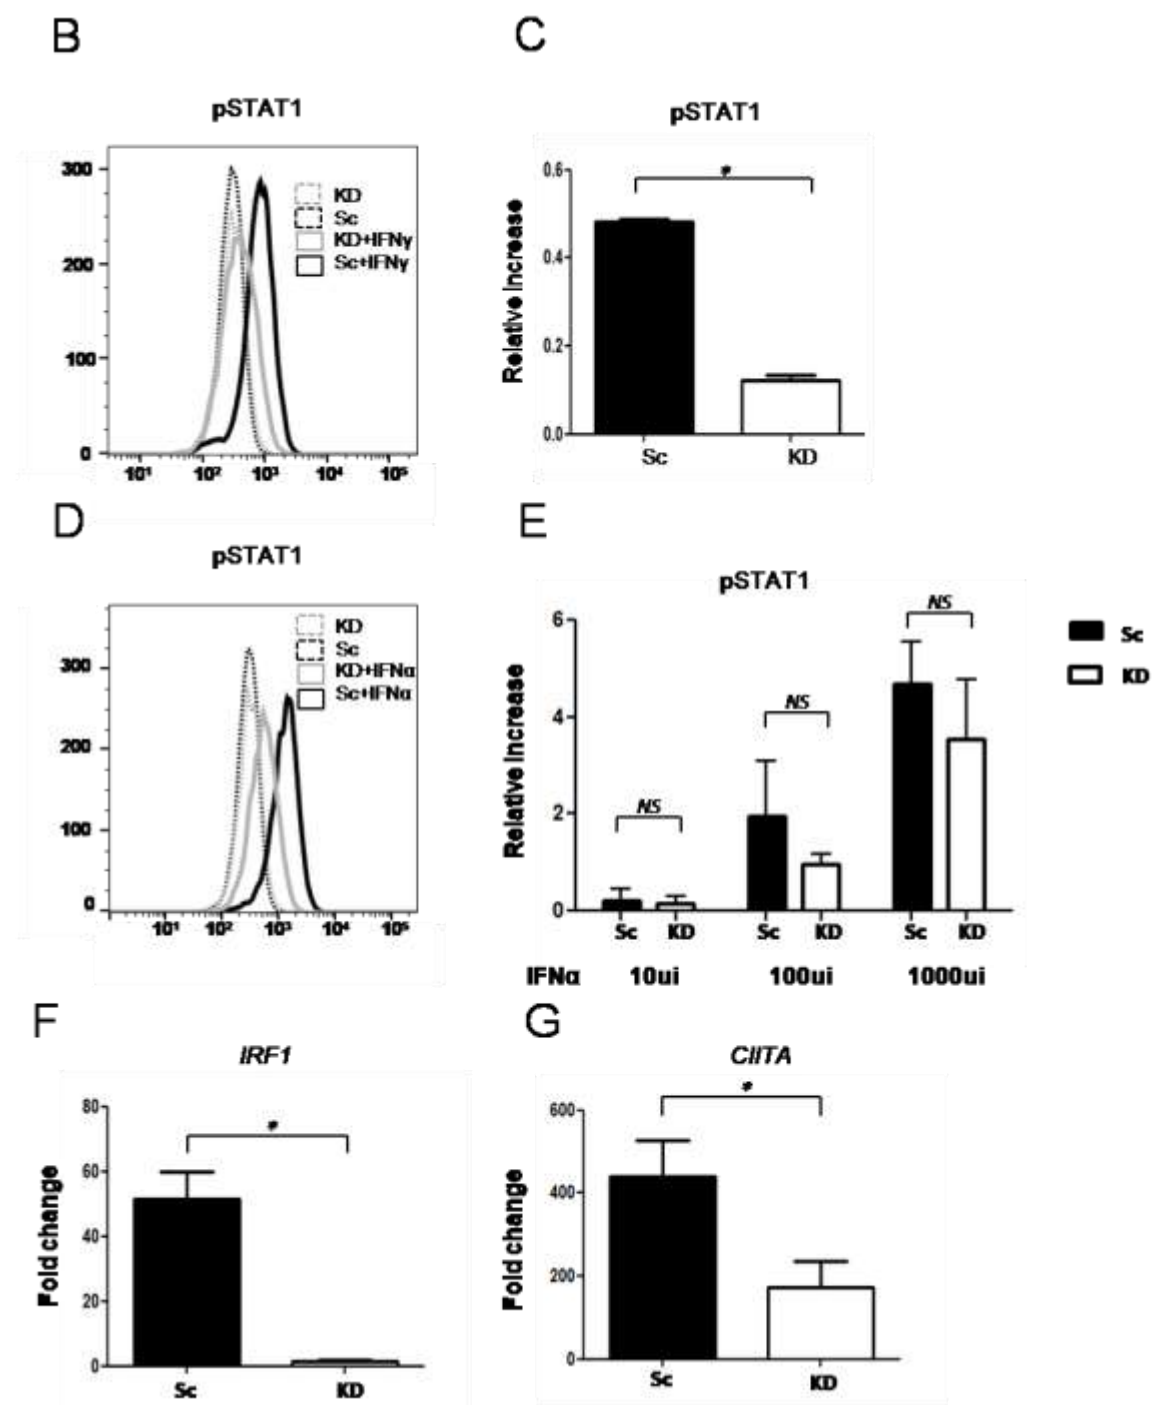 B
pSTAT1
300
200
100
0
10¹ 10² 10³ 10⁴ 10⁵
KD
Sc
KD+IFNγ
Sc+IFNγ
C
pSTAT1
*
Relative Increase
0.6
0.4
0.2
0.0
Sc KD
D
pSTAT1
300
200
100
0
10¹ 10² 10³ 10⁴ 10⁵
KD
Sc
KD+IFNα
Sc+IFNα
E
pSTAT1
Relative Increase
6
4
2
0
NS
NS
NS
Sc KD Sc KD Sc KD
IFNα 10ui 100ui 1000ui
Sc
KD
F
IRF1
*
Fold change
80
60
40
20
0
Sc KD
G
CIITA
*
Fold change
600
400
200
0
Sc KD